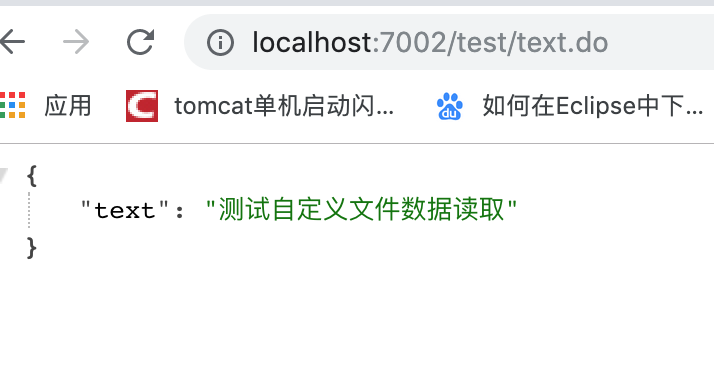 localhost:7002/test/text.do
应用 tomcat单机启动闪... 如何在Eclipse中下...
{
"text": "测试自定义文件数据读取"
}